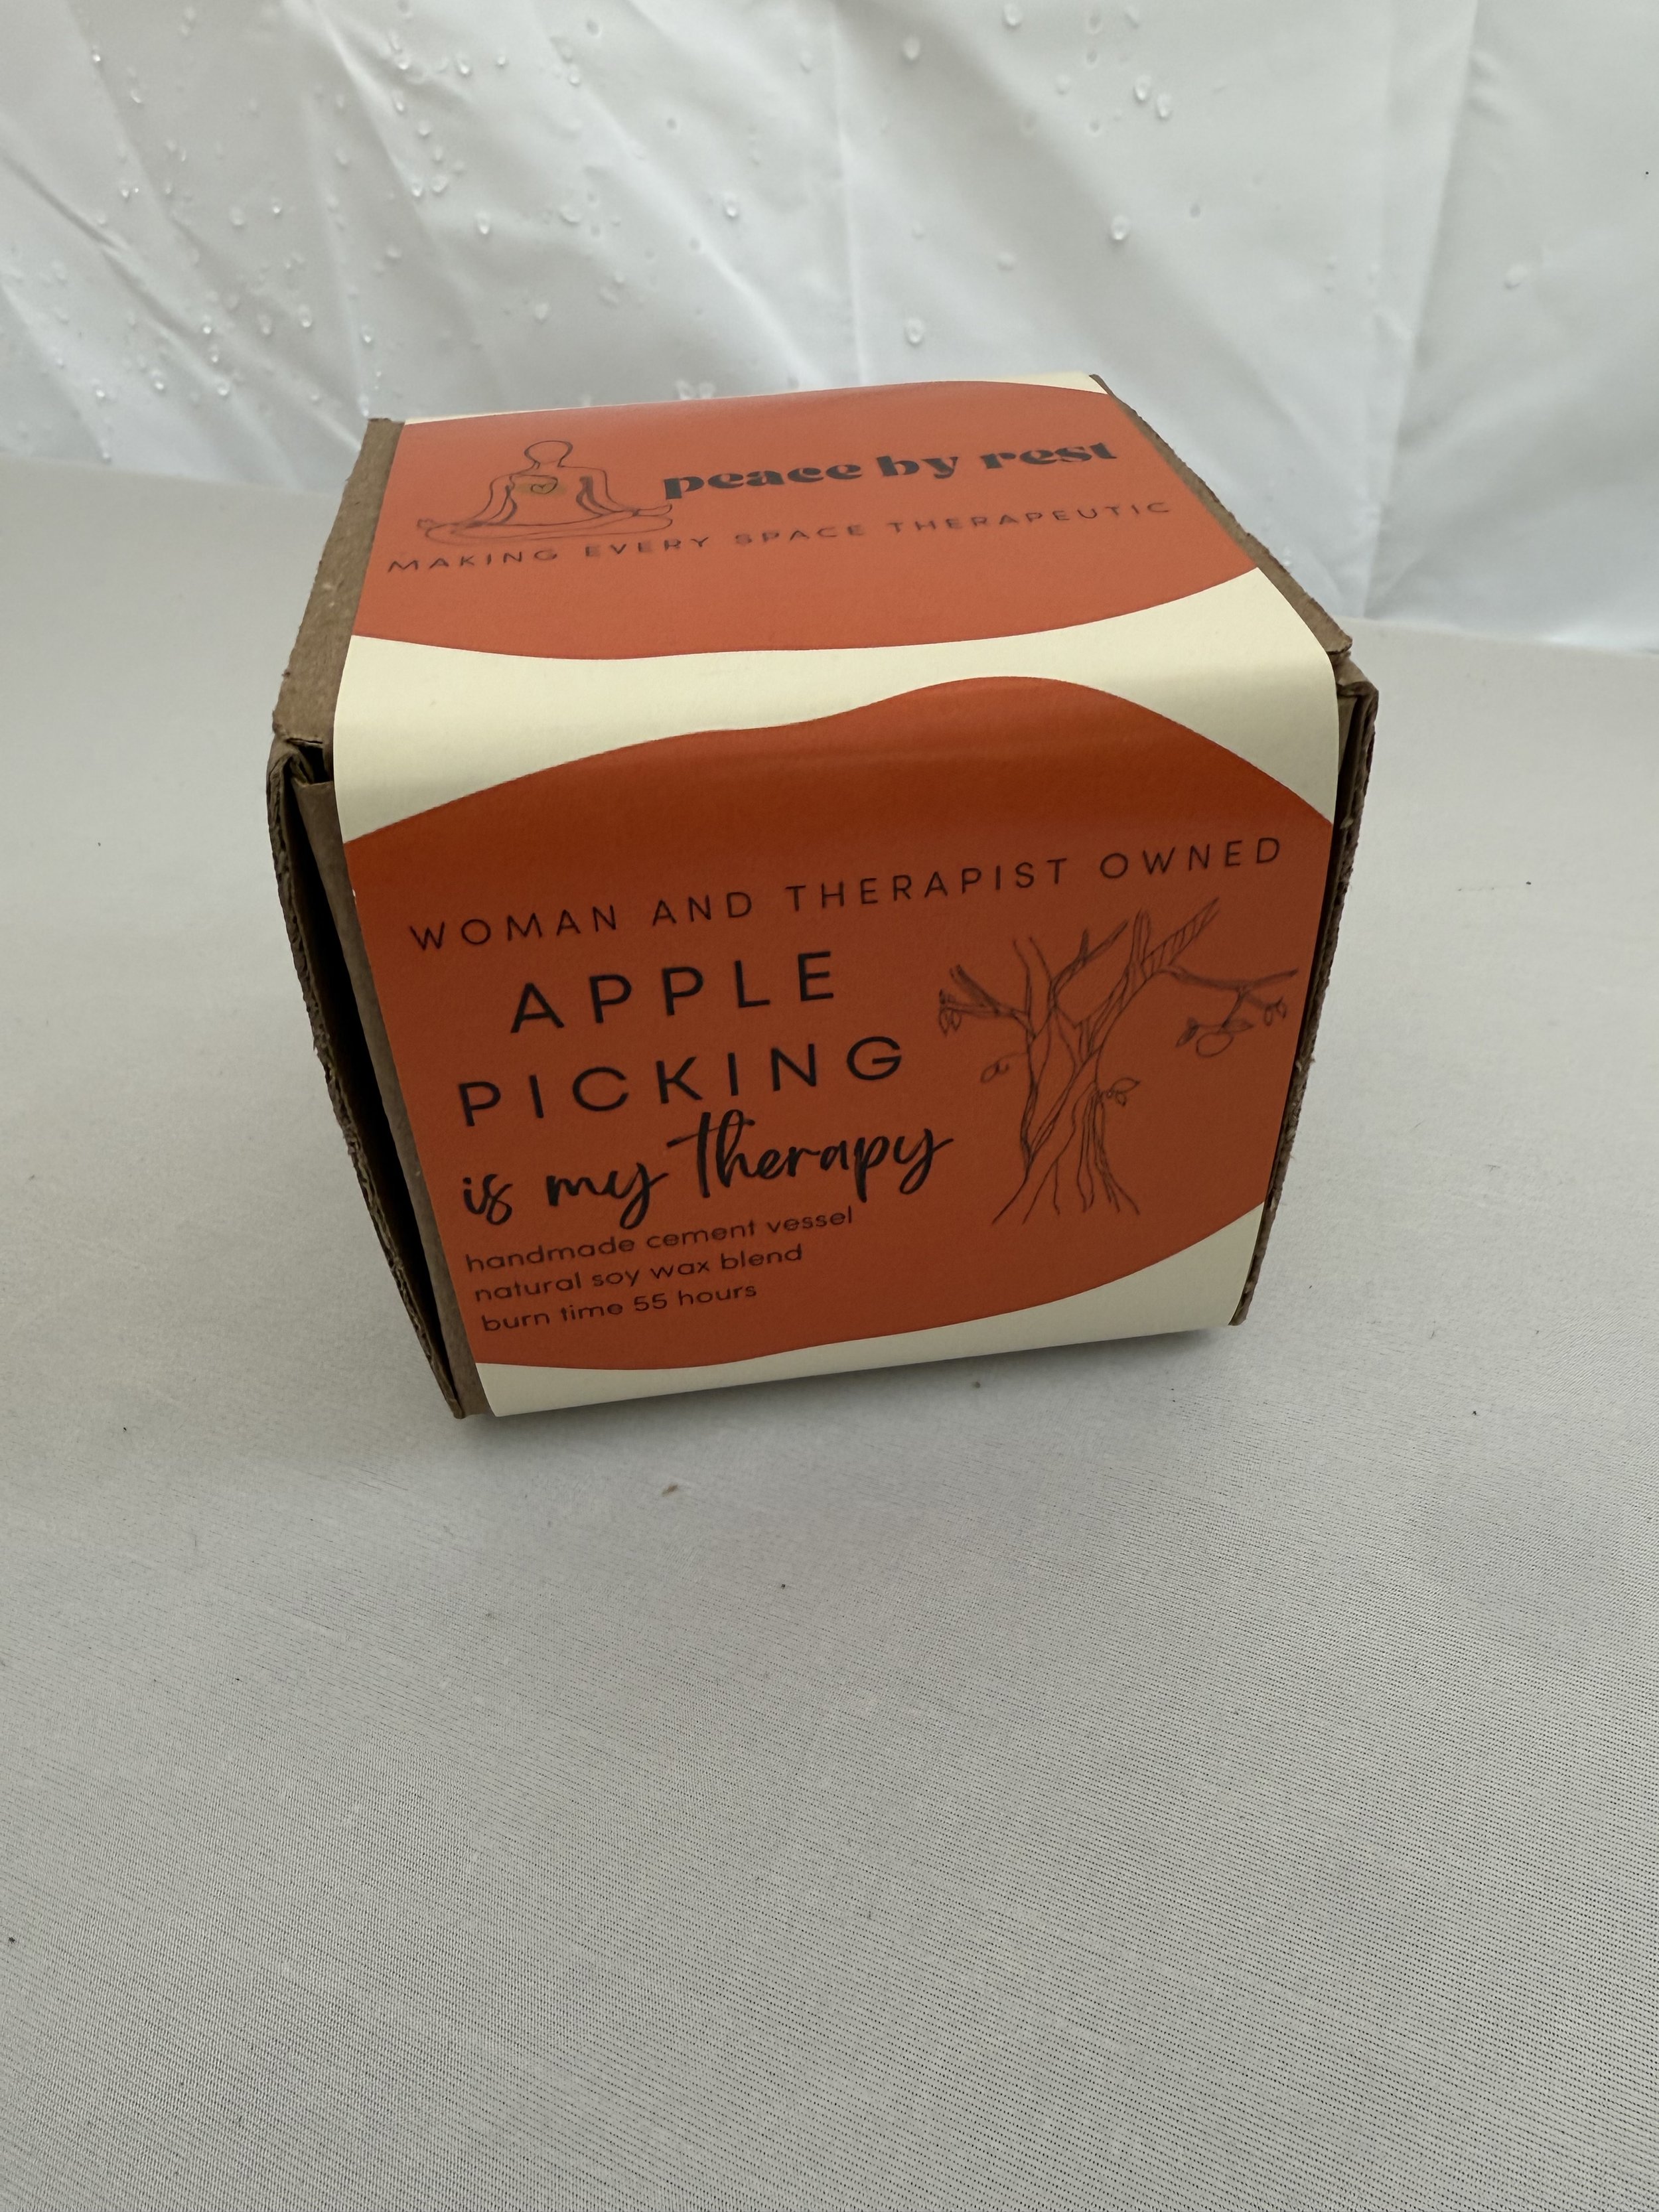 peace by rest
MAKING EVERY SPACE THERAPEUTIC
WOMAN AND THERAPIST OWNED
APPLE
PICKING
is my therapy
handmade cement vessel
natural soy wax blend
burn time 55 hours